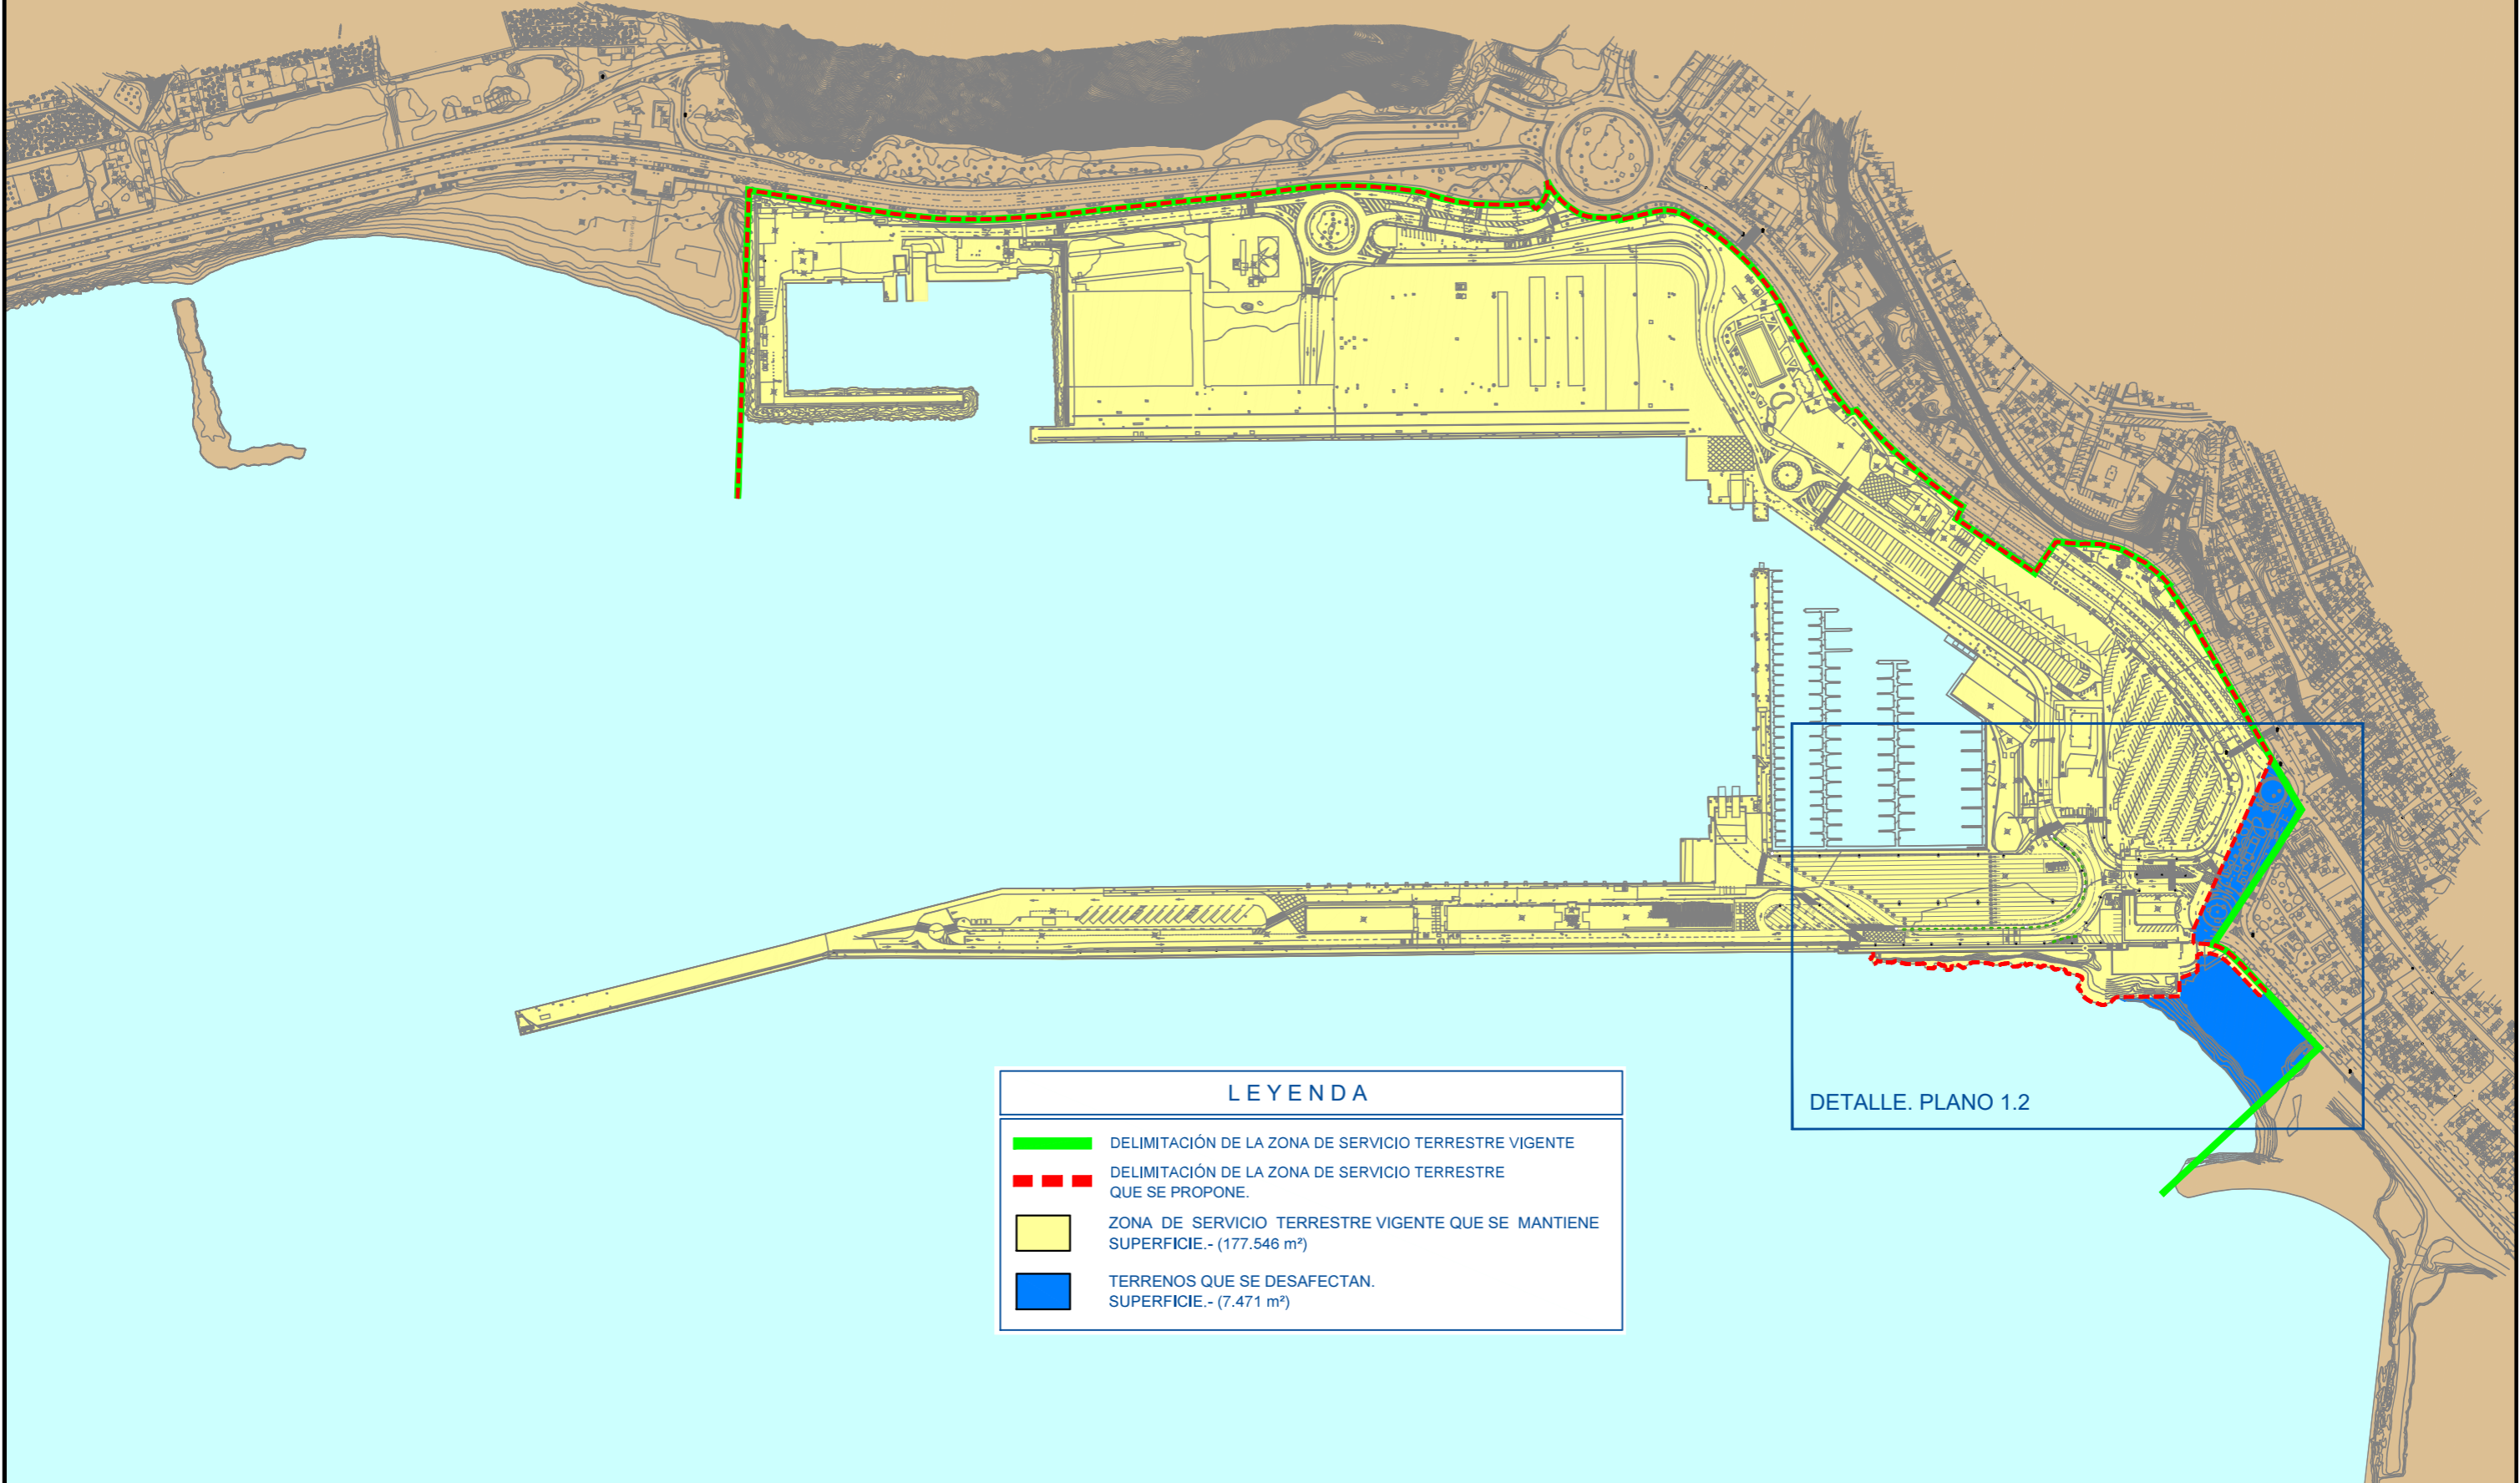 LEYENDA
DELIMITACIÓN DE LA ZONA DE SERVICIO TERRESTRE VIGENTE
DELIMITACIÓN DE LA ZONA DE SERVICIO TERRESTRE
QUE SE PROPONE.
ZONA DE SERVICIO TERRESTRE VIGENTE QUE SE MANTIENE
SUPERFICIE.- (177.546 m²)
TERRENOS QUE SE DESAFECTAN.
SUPERFICIE.- (7.471 m²)
DETALLE. PLANO 1.2